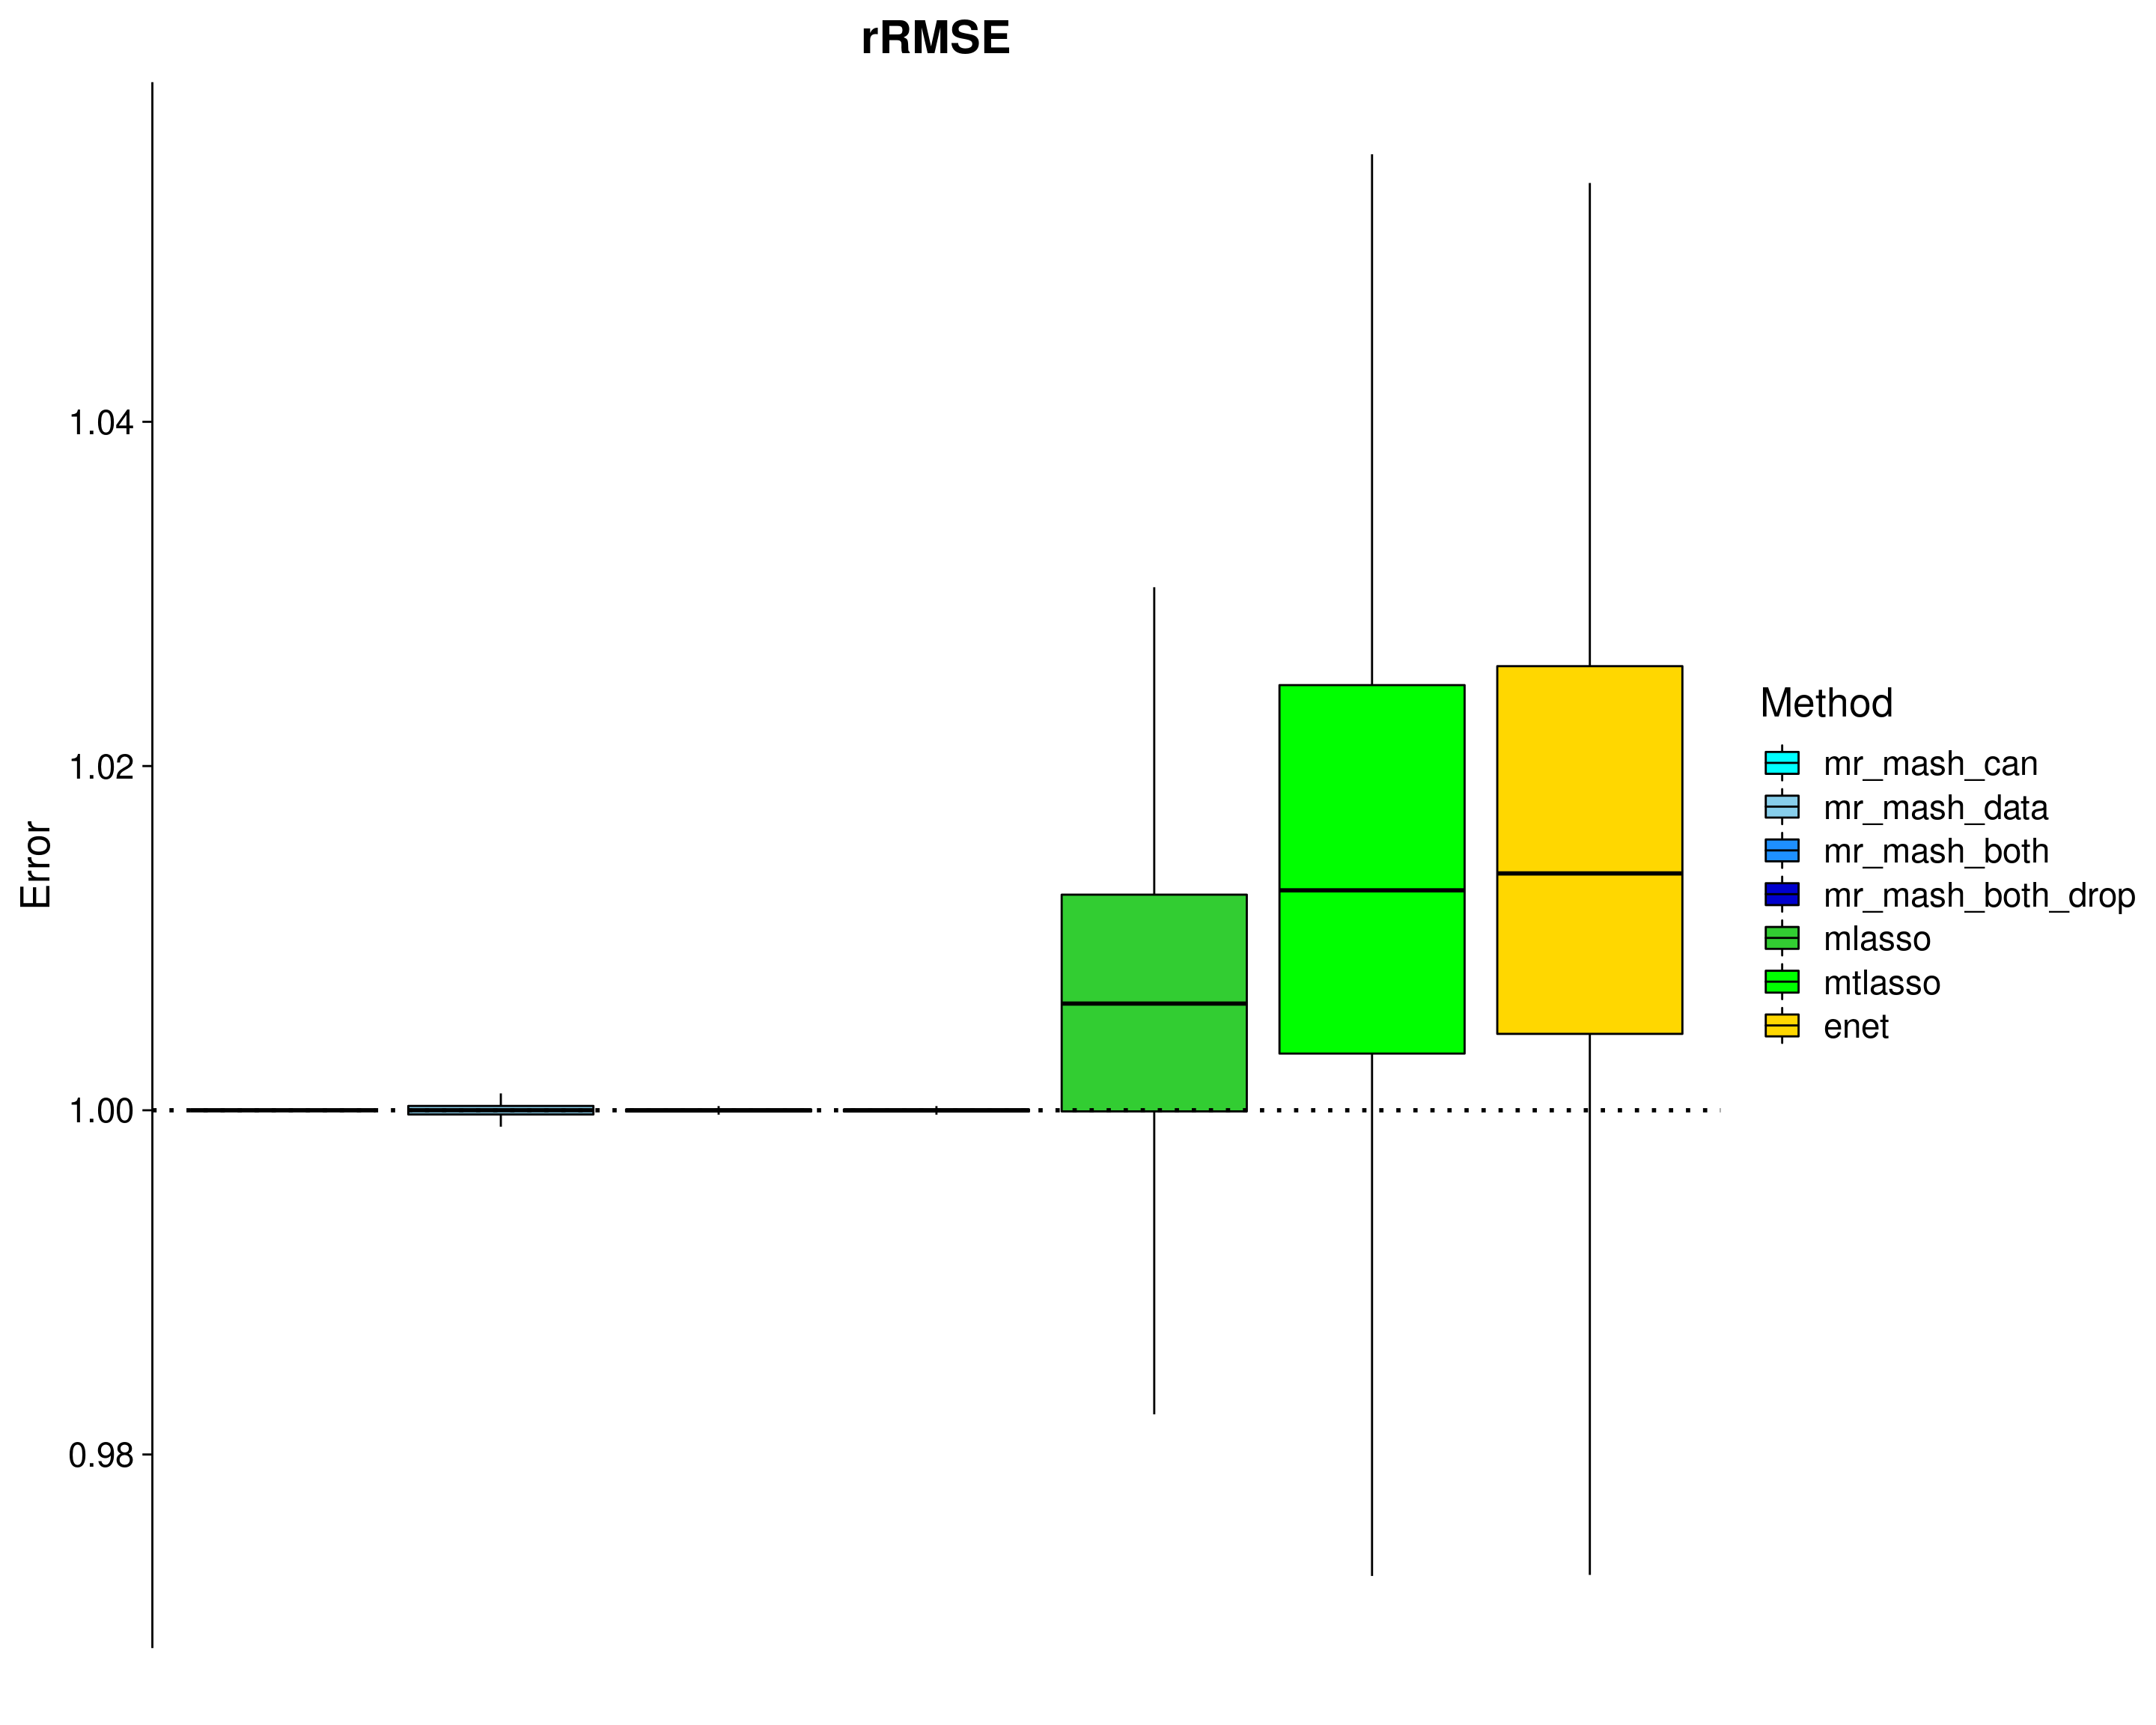 rRMSE
1.04
1.02
1.00
0.98
Error
Method
mr_mash_can
mr_mash_data
mr_mash_both
mr_mash_both_drop
mlasso
mtlasso
enet